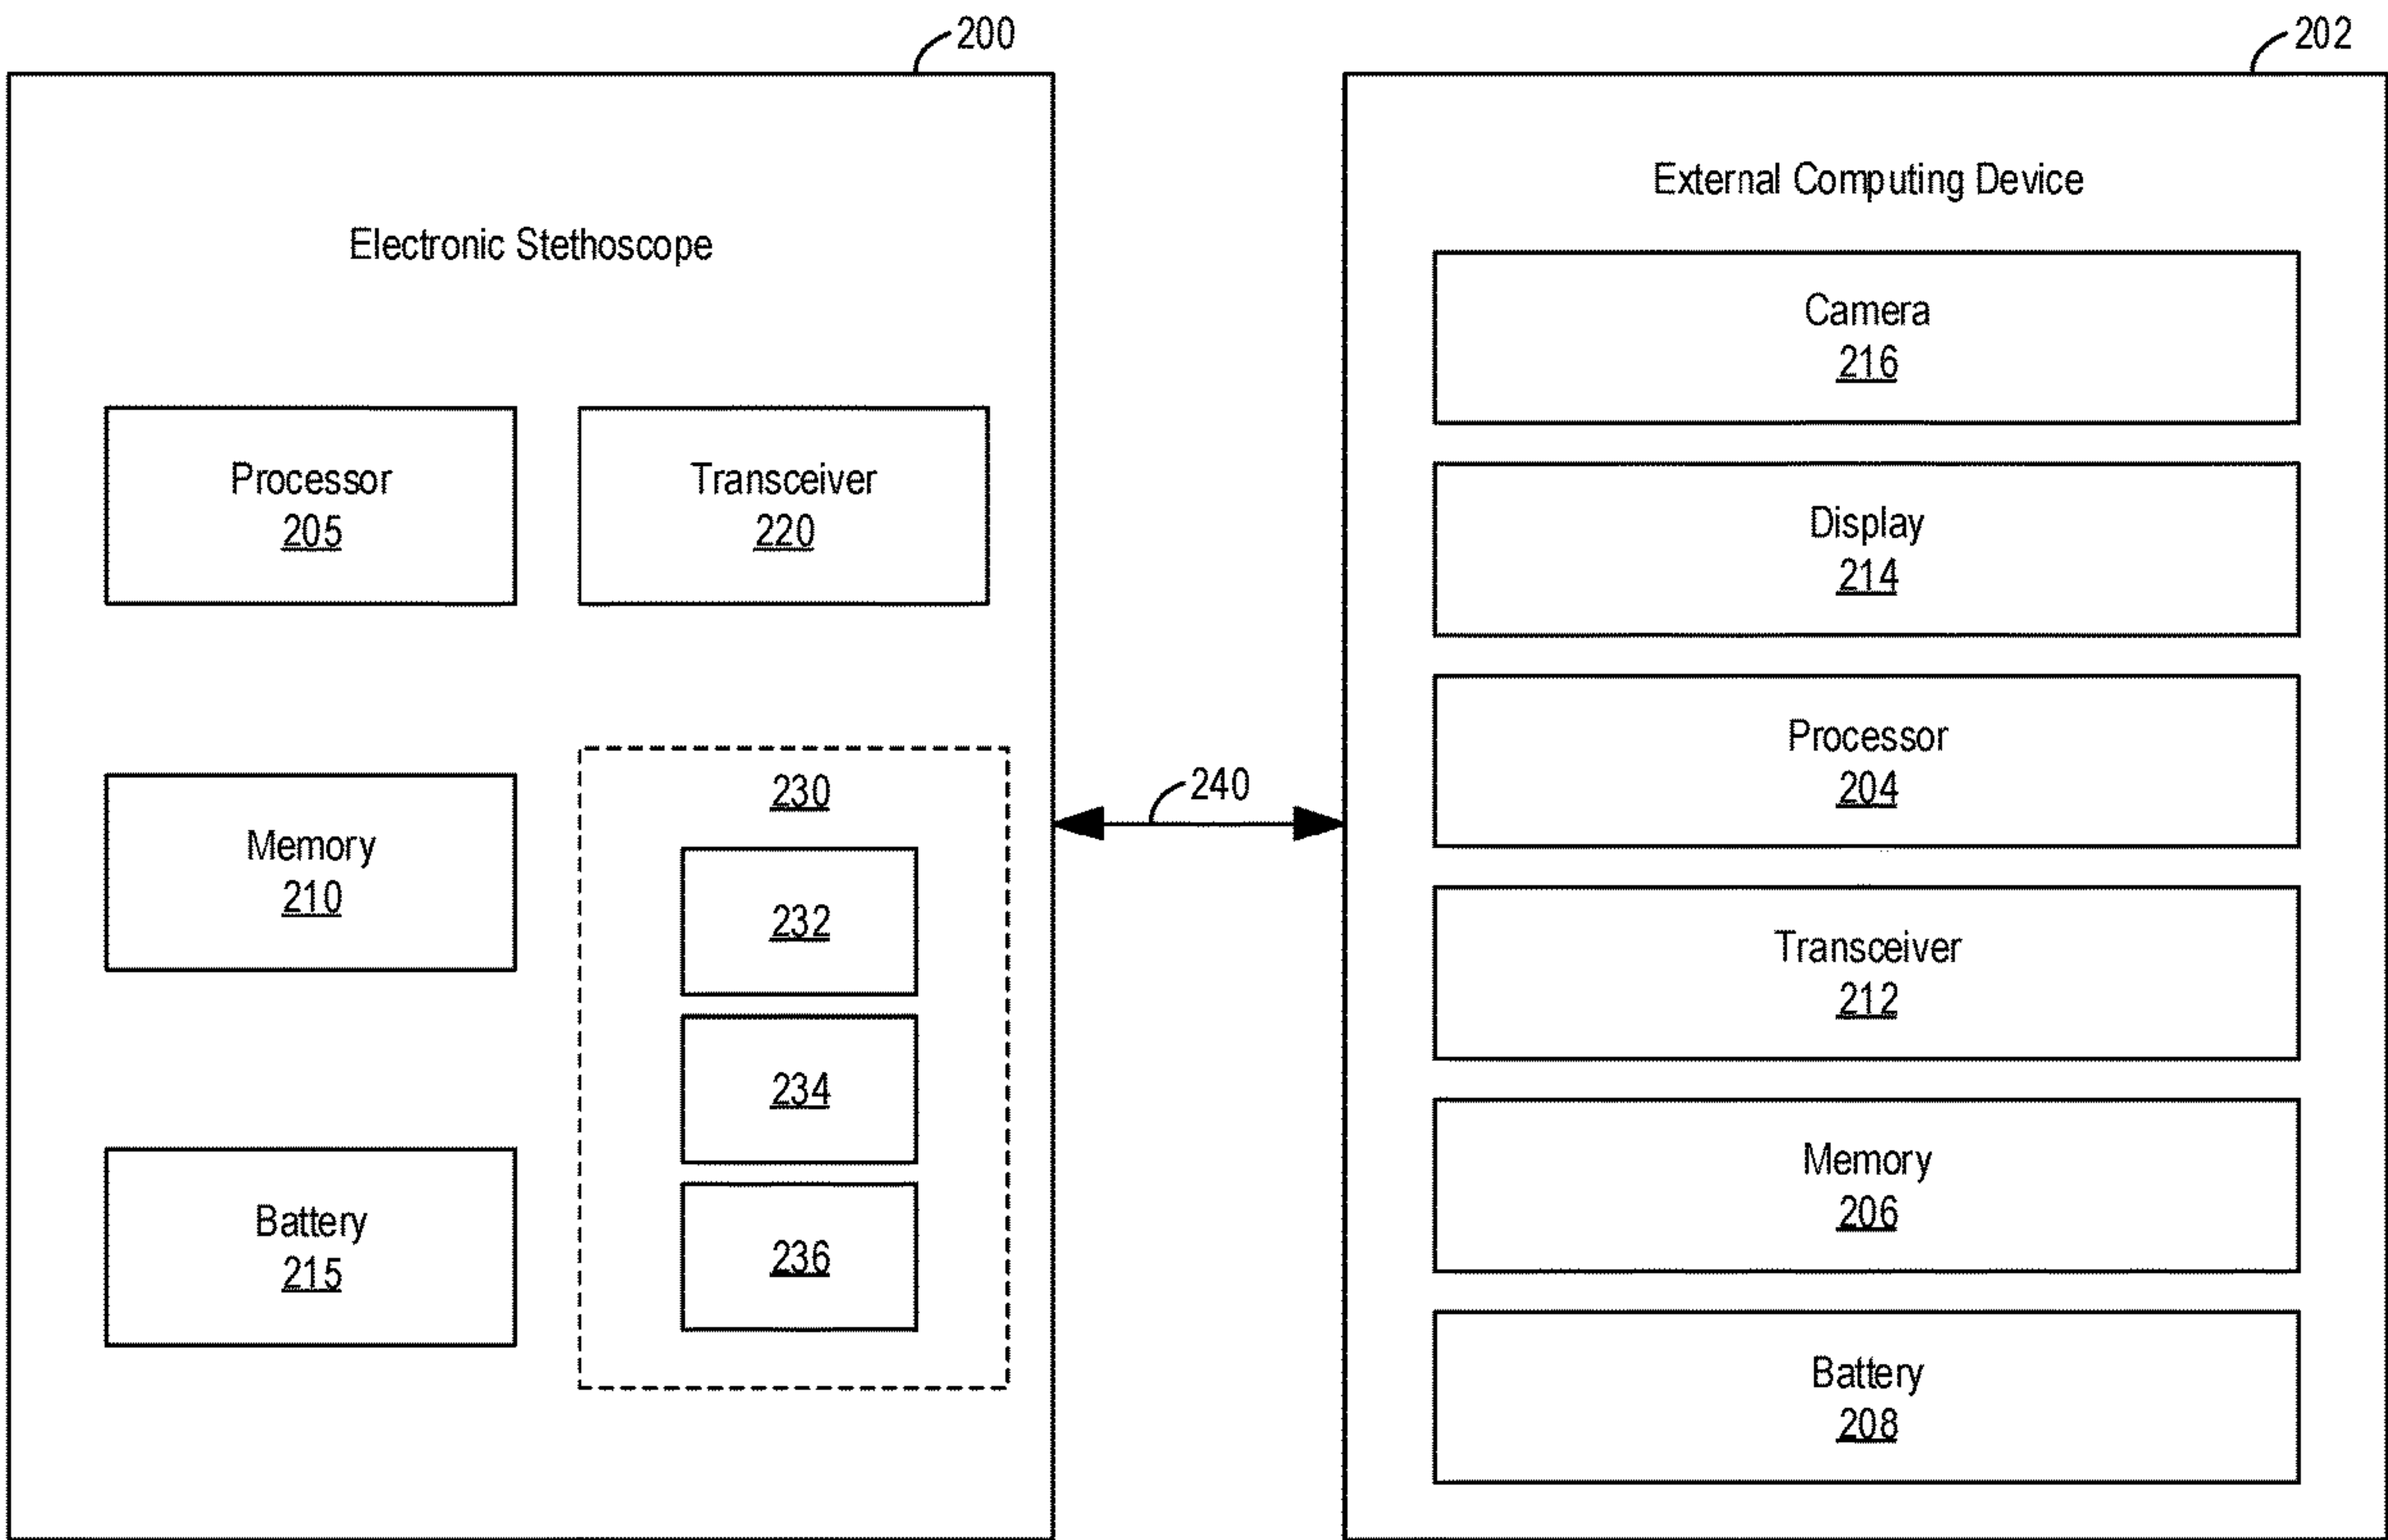 200
202
Electronic Stethoscope
Processor
205
Transceiver
220
Memory
210
230
232
234
236
Battery
215
240
External Computing Device
Camera
216
Display
214
Processor
204
Transceiver
212
Memory
206
Battery
208